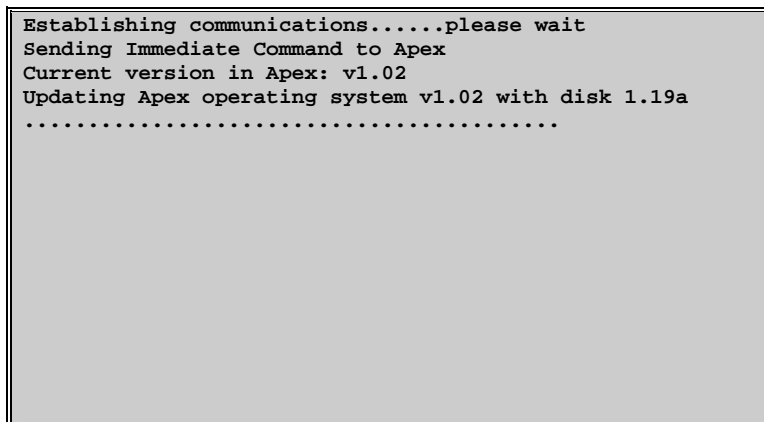 Establishing communications......please wait
Sending Immediate Command to Apex
Current version in Apex: v1.02
Updating Apex operating system v1.02 with disk 1.19a
..........................................